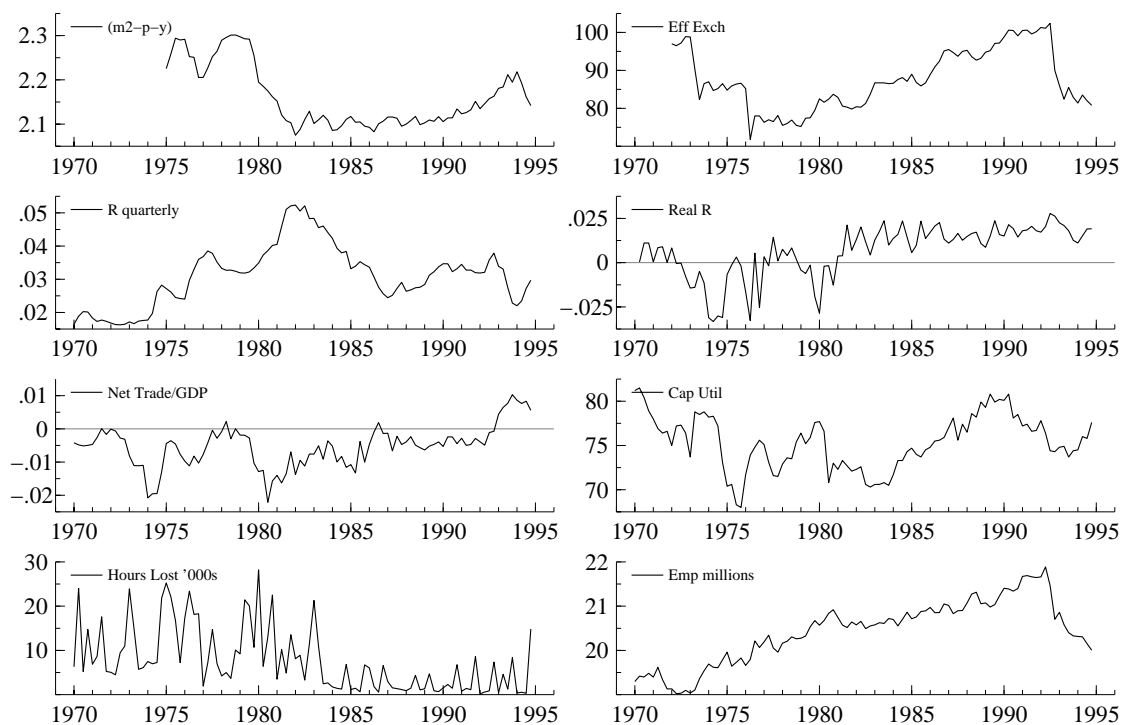 (m2−p−y)
2.3
2.2
2.1
1970 1975 1980 1985 1990 1995
Eff Exch
100
90
80
1970 1975 1980 1985 1990 1995
R quarterly
.05
.04
.03
.02
1970 1975 1980 1985 1990 1995
Real R
.025
0
−.025
1970 1975 1980 1985 1990 1995
Net Trade/GDP
.01
0
−.01
−.02
1970 1975 1980 1985 1990 1995
Cap Util
80
75
70
1970 1975 1980 1985 1990 1995
30
Hours Lost ’000s
20
10
1970 1975 1980 1985 1990 1995
22
Emp millions
21
20
1970 1975 1980 1985 1990 1995